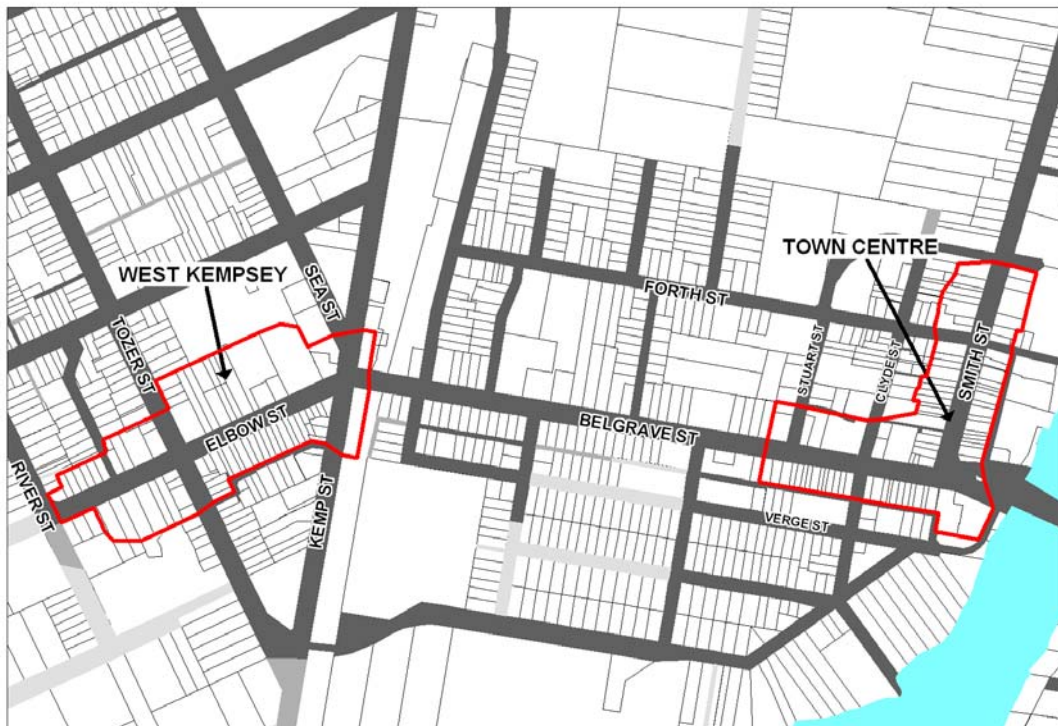 WEST KEMPSEY
SEA ST
TOWN CENTRE
FORTH ST
TOZER ST
STUART ST
CLYDE ST
SMITH ST
ELBOW ST
BELGRAVE ST
RIVER ST
KEMP ST
VERGE ST